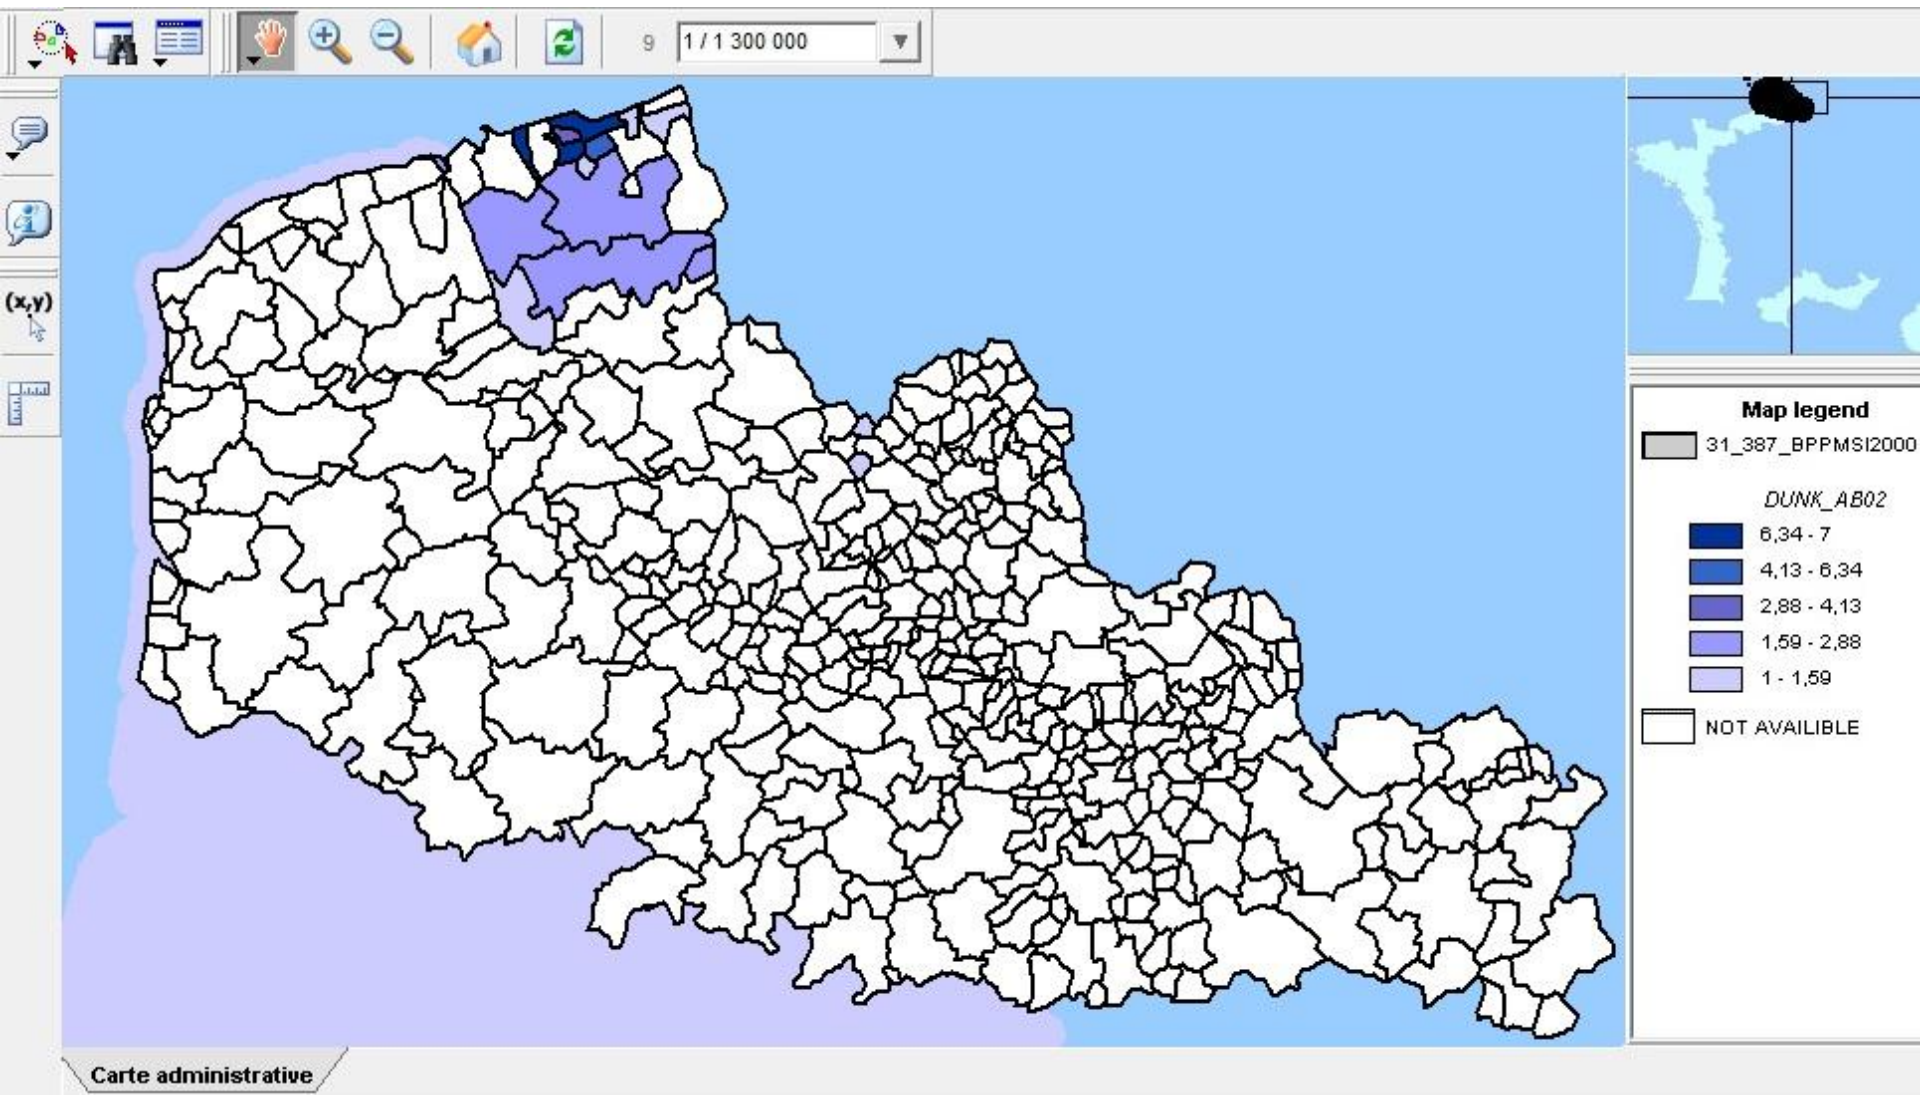 9
1 / 1 300 000
(x,y)
Map legend
31_387_BPPMSI2000
DUNK_AB02
6,34 - 7
4,13 - 6,34
2,88 - 4,13
1,59 - 2,88
1 - 1,59
NOT AVAILIBLE
Carte administrative